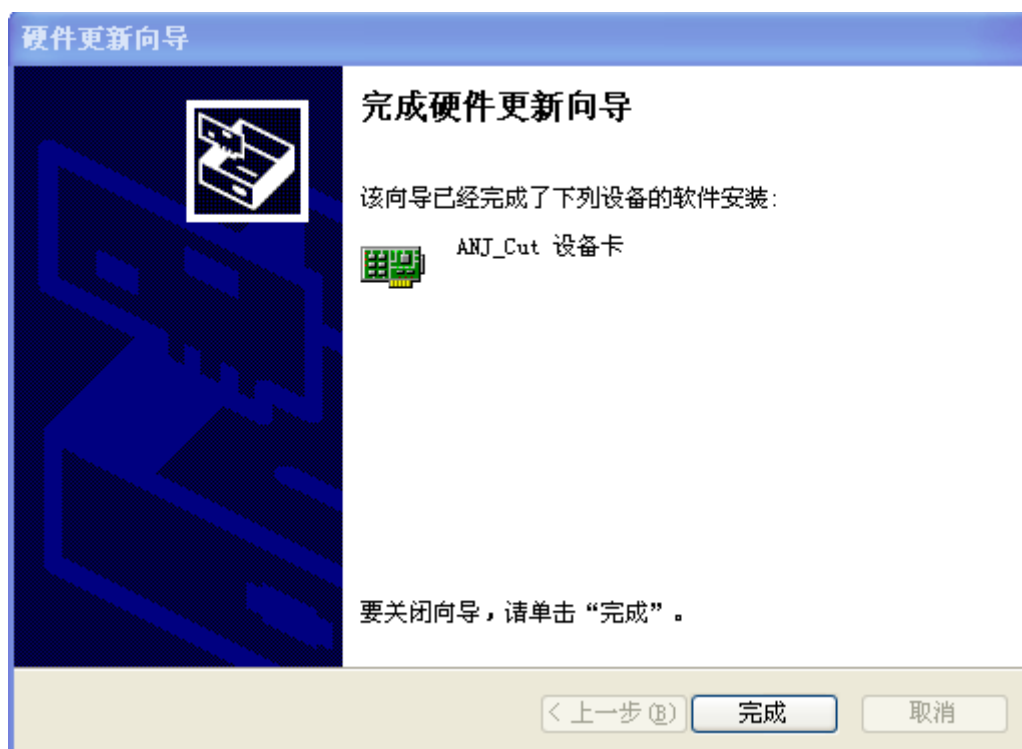 硬件更新向导
完成硬件更新向导
该向导已经完成了下列设备的软件安装:
ANJ_Cut 设备卡
要关闭向导，请单击“完成”。
< 上一步(B)
完成
取消